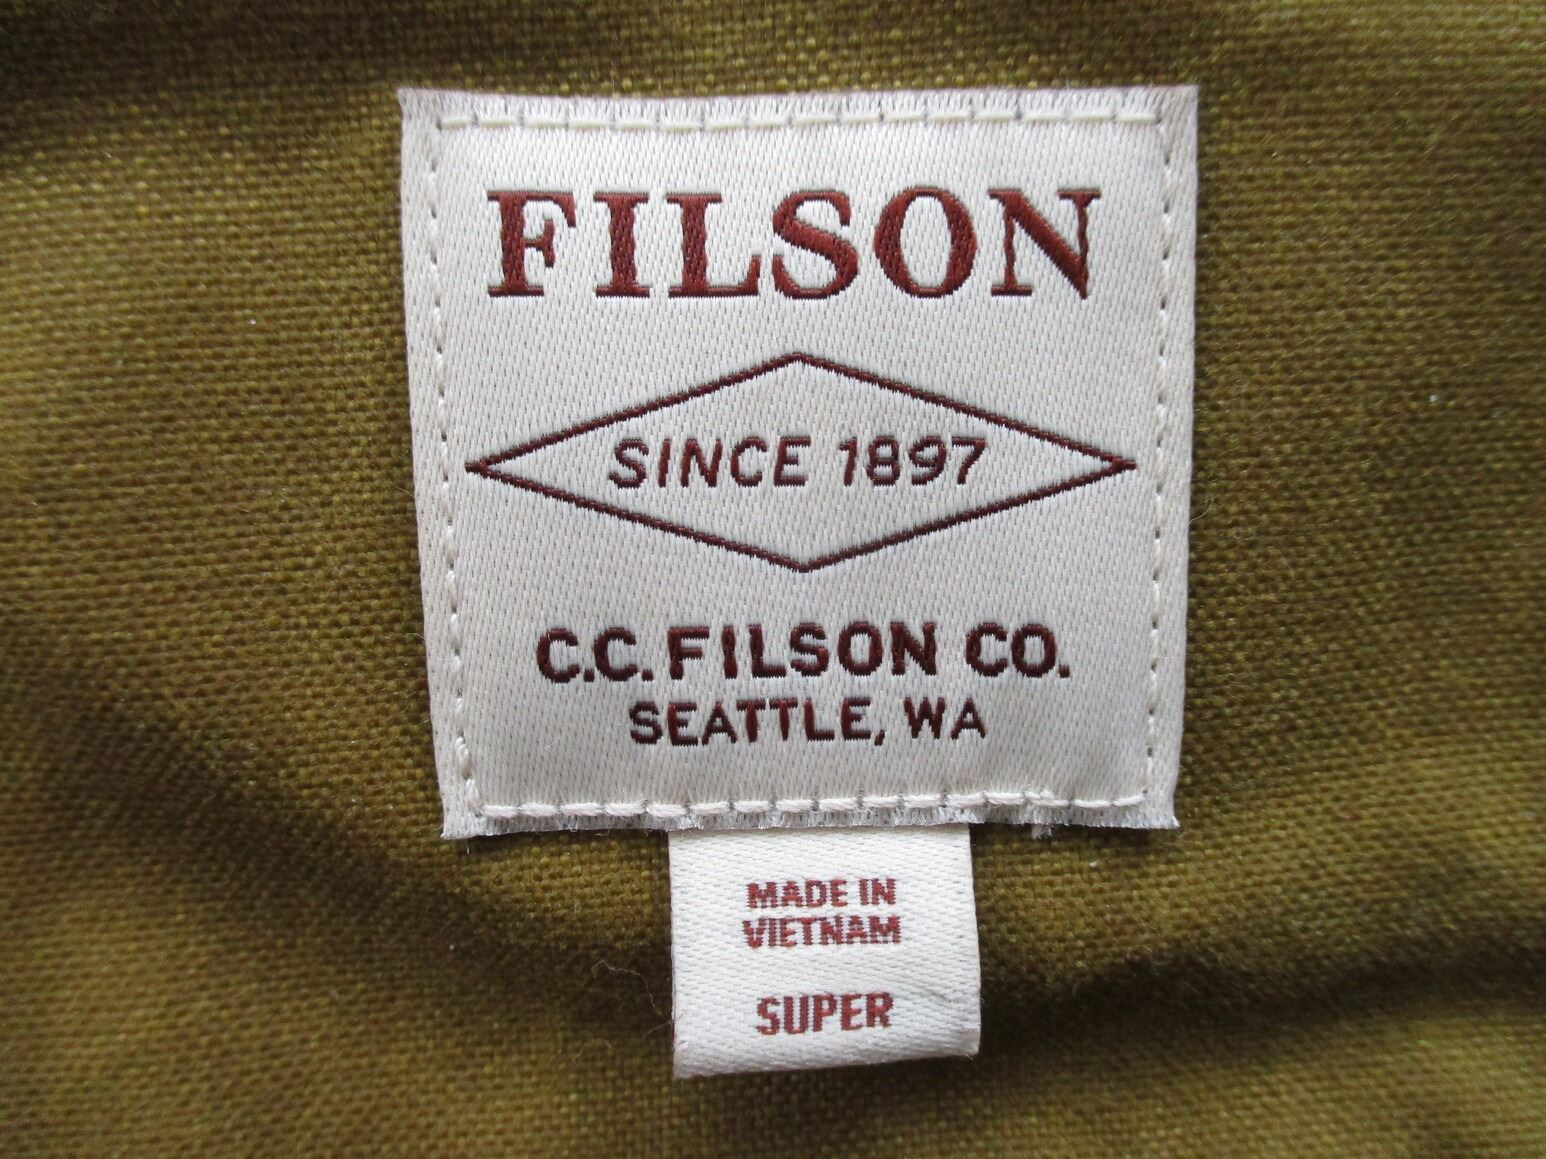 FILSON
SINCE 1897
C.C. FILSON CO.
SEATTLE, WA
MADE IN
VIETNAM
SUPER